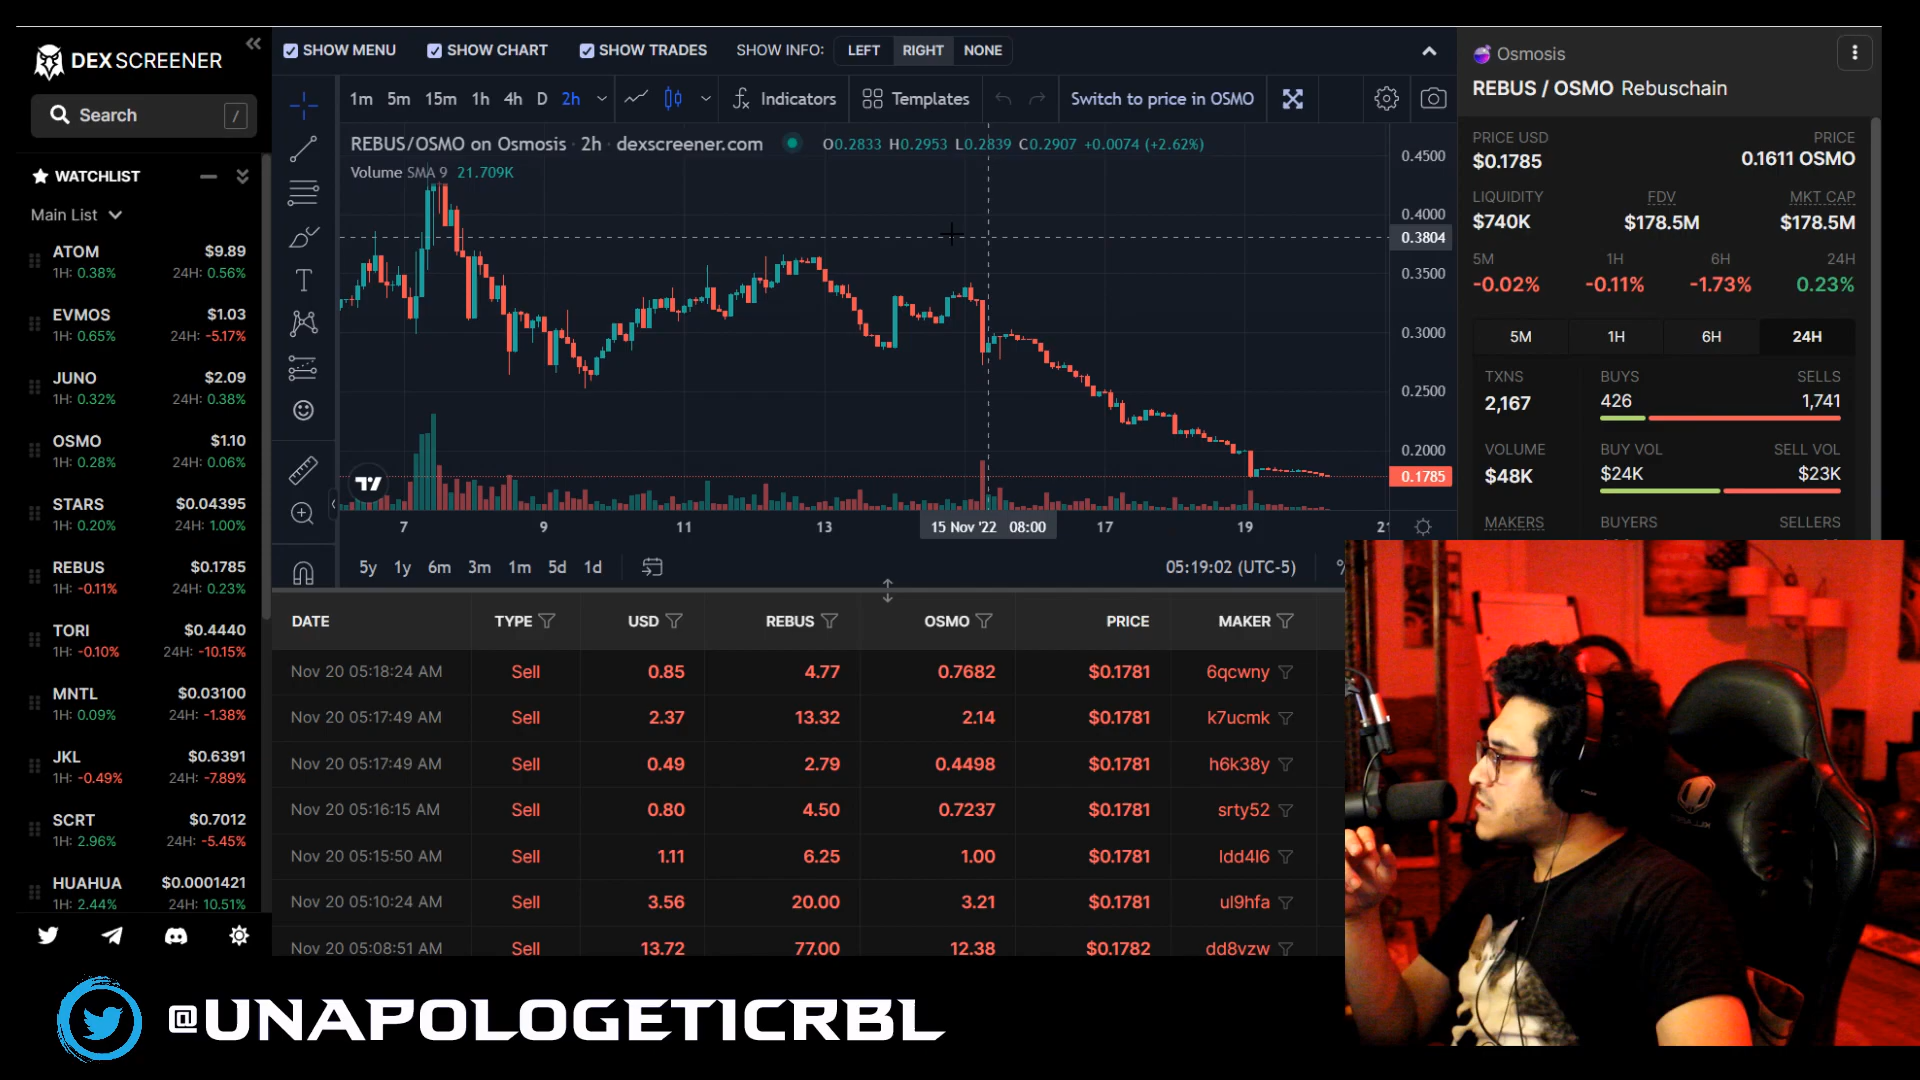 DEX SCREENER
Search
/
WATCHLIST
Main List
ATOM $9.89
1H: 0.38% 24H: 0.56%
EVMOS $1.03
1H: 0.65% 24H: -5.17%
JUNO $2.09
1H: 0.32% 24H: 0.38%
OSMO $1.10
1H: 0.28% 24H: 0.06%
STARS $0.04395
1H: 0.20% 24H: 1.00%
REBUS $0.1785
1H: -0.11% 24H: 0.23%
TORI $0.4440
1H: -0.10% 24H: -10.15%
MNTL $0.03100
1H: 0.09% 24H: -1.38%
JKL $0.6391
1H: -0.49% 24H: -7.89%
SCRT $0.7012
1H: 2.96% 24H: -5.45%
HUAHUA $0.0001421
1H: 2.44% 24H: 10.51%
SHOW MENU SHOW CHART SHOW TRADES SHOW INFO: LEFT RIGHT NONE
1m 5m 15m 1h 4h D 2h Indicators Templates Switch to price in OSMO
REBUS/OSMO on Osmosis · 2h · dexscreener.com O0.2833 H0.2953 L0.2839 C0.2907 +0.0074 (+2.62%)
Volume SMA 9 21.709K
0.4500
0.4000
0.3804
0.3500
0.3000
0.2500
0.2000
0.1785
7 9 11 13 15 Nov '22 08:00 17 19
5y 1y 6m 3m 1m 5d 1d 05:19:02 (UTC-5) %
DATE TYPE USD REBUS OSMO PRICE MAKER
Nov 20 05:18:24 AM Sell 0.85 4.77 0.7682 $0.1781 6qcwny
Nov 20 05:17:49 AM Sell 2.37 13.32 2.14 $0.1781 k7ucmk
Nov 20 05:17:49 AM Sell 0.49 2.79 0.4498 $0.1781 h6k38y
Nov 20 05:16:15 AM Sell 0.80 4.50 0.7237 $0.1781 srty52
Nov 20 05:15:50 AM Sell 1.11 6.25 1.00 $0.1781 ldd4l6
Nov 20 05:10:24 AM Sell 3.56 20.00 3.21 $0.1781 ul9hfa
Nov 20 05:08:51 AM Sell 13.72 77.00 12.38 $0.1782 dd8vzw
Osmosis
REBUS / OSMO Rebuschain
PRICE USD PRICE
$0.1785 0.1611 OSMO
LIQUIDITY FDV MKT CAP
$740K $178.5M $178.5M
5M 1H 6H 24H
-0.02% -0.11% -1.73% 0.23%
5M 1H 6H 24H
TXNS BUYS SELLS
2,167 426 1,741
VOLUME BUY VOL SELL VOL
$48K $24K $23K
MAKERS BUYERS SELLERS
@UNAPOLOGETICRBL